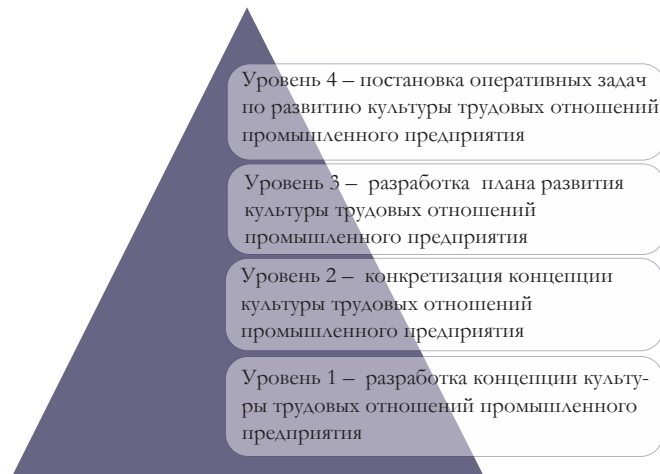 Уровень 4 – постановка оперативных задач
по развитию культуры трудовых отношений
промышленного предприятия
Уровень 3 – разработка плана развития
культуры трудовых отношений
промышленного предприятия
Уровень 2 – конкретизация концепции
культуры трудовых отношений
промышленного предприятия
Уровень 1 – разработка концепции культу-
ры трудовых отношений промышленного
предприятия